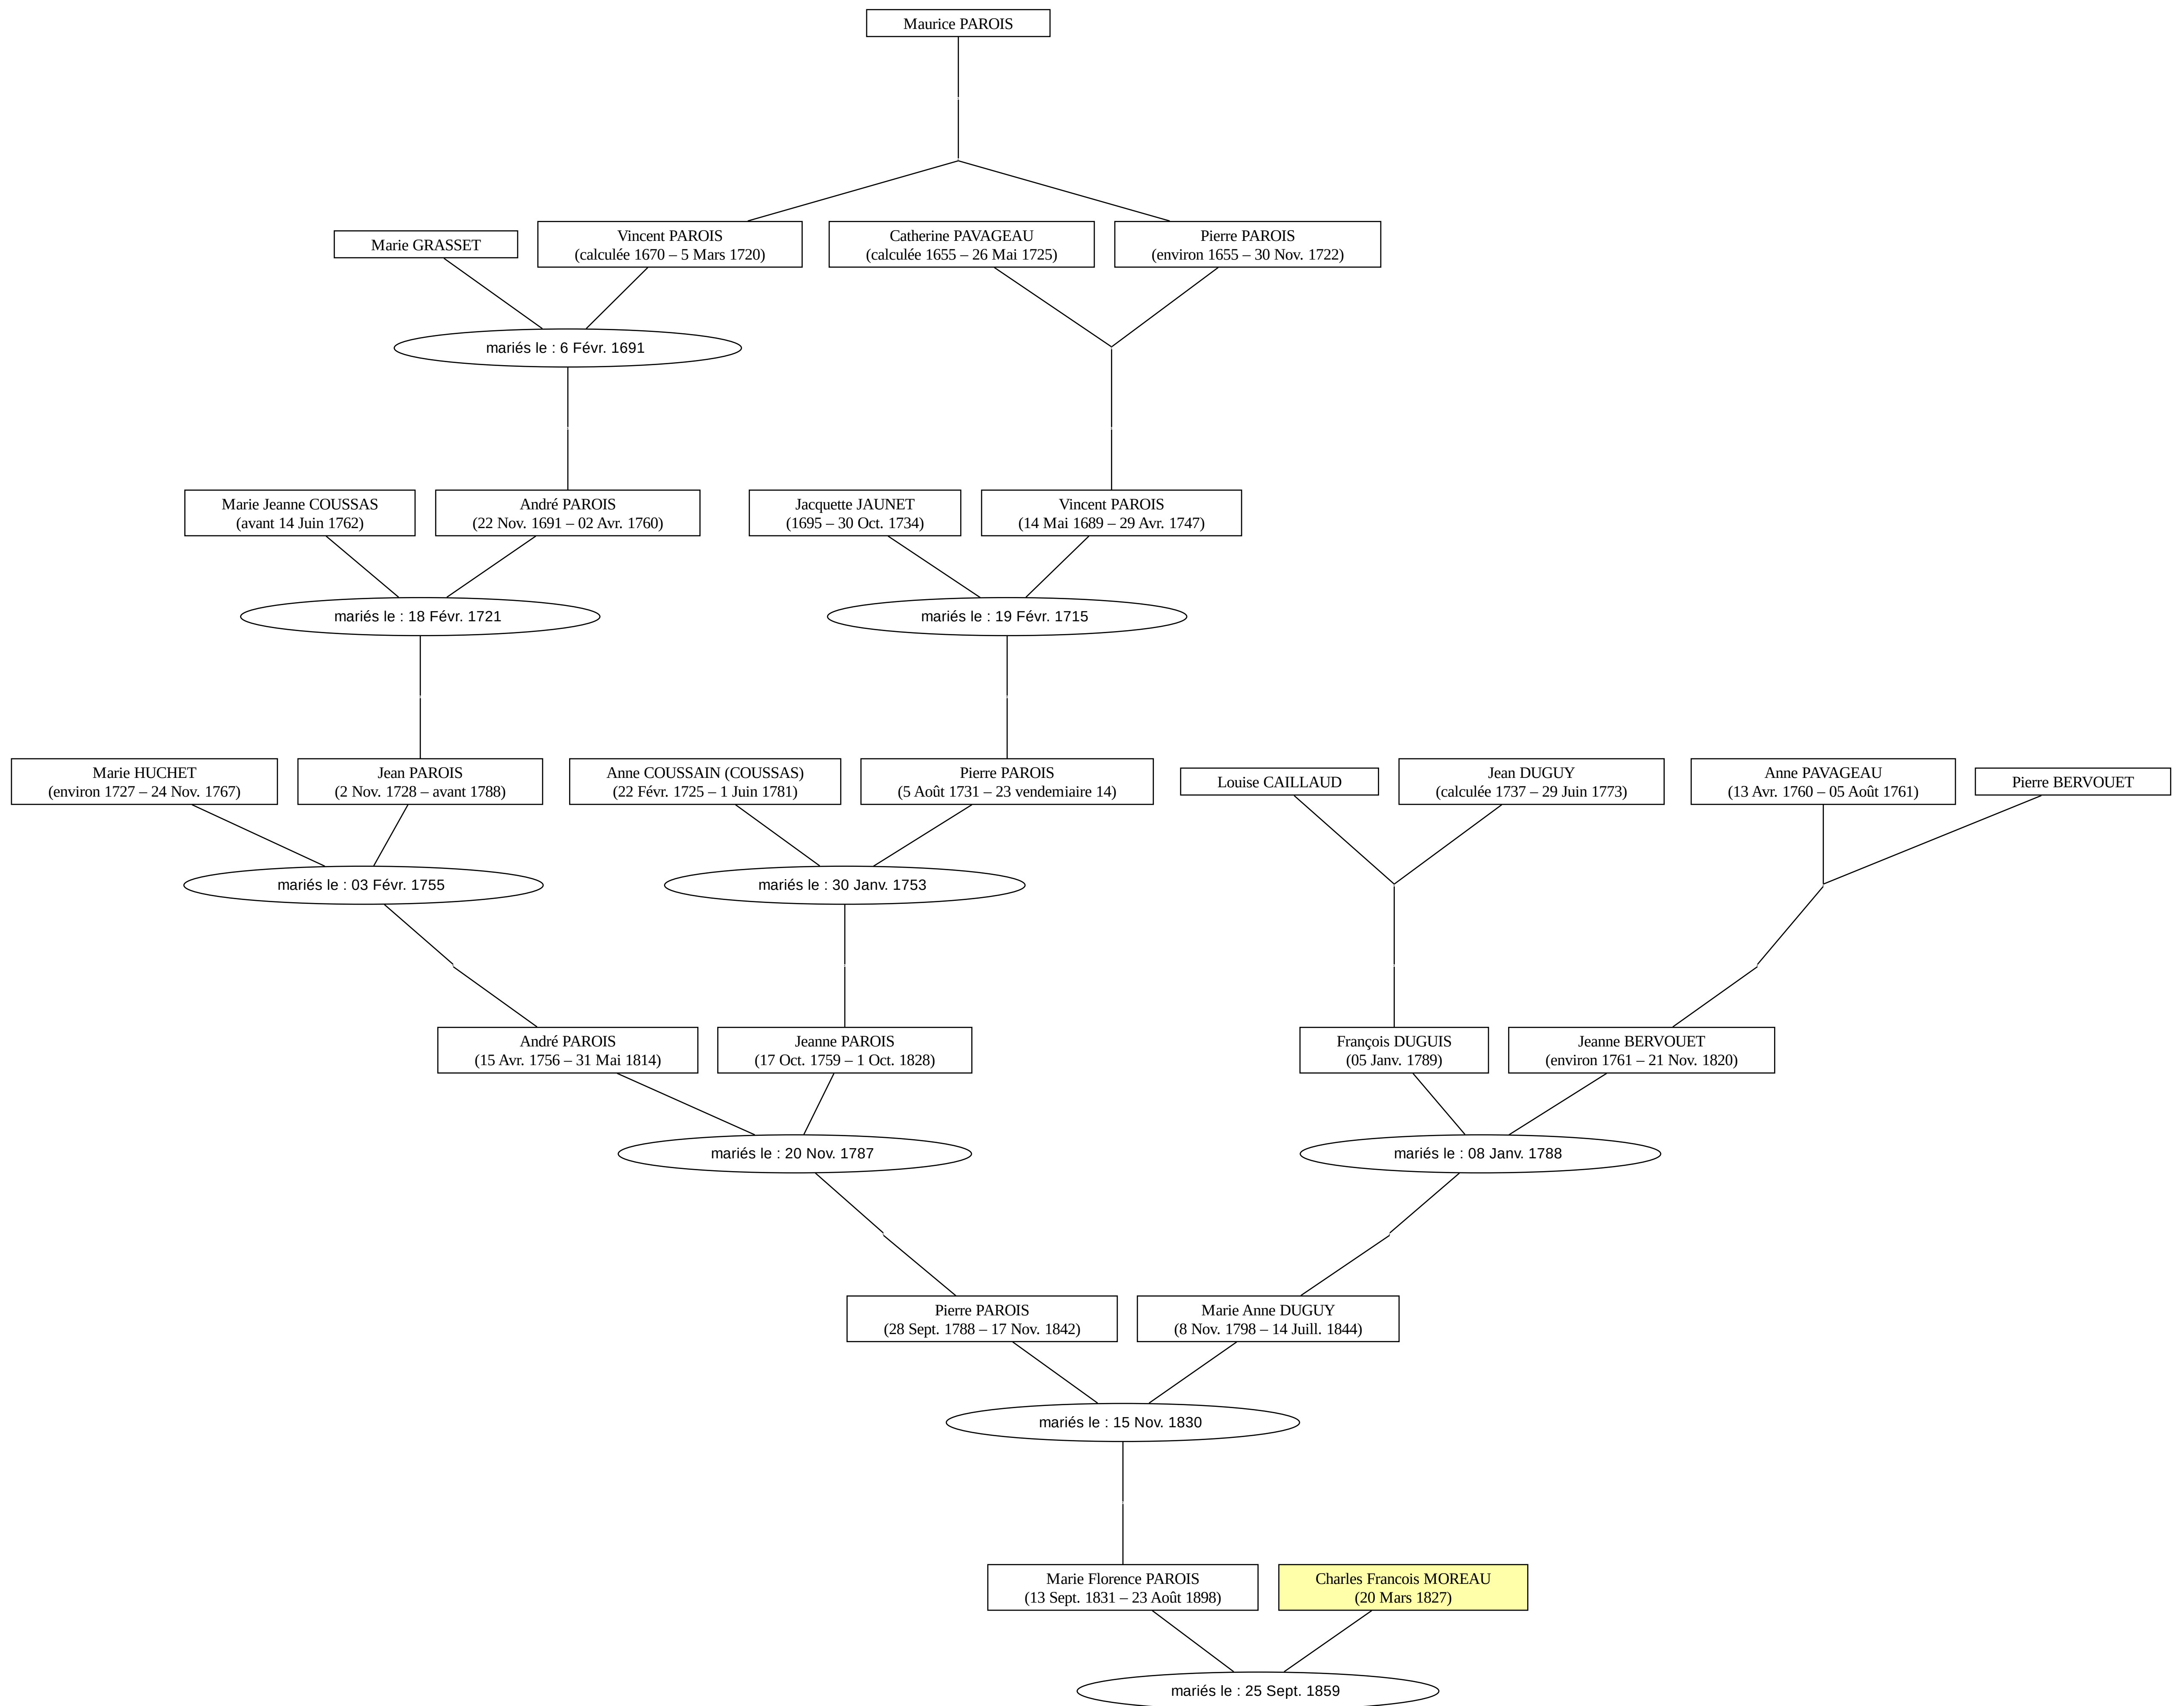 Maurice PAROIS
Marie GRASSET
Vincent PAROIS
(calculée 1670 – 5 Mars 1720)
Catherine PAVAGEAU
(calculée 1655 – 26 Mai 1725)
Pierre PAROIS
(environ 1655 – 30 Nov. 1722)
mariés le : 6 Févr. 1691
Marie Jeanne COUSSAS
(avant 14 Juin 1762)
André PAROIS
(22 Nov. 1691 – 02 Avr. 1760)
Jacquette JAUNET
(1695 – 30 Oct. 1734)
Vincent PAROIS
(14 Mai 1689 – 29 Avr. 1747)
mariés le : 18 Févr. 1721
mariés le : 19 Févr. 1715
Marie HUCHET
(environ 1727 – 24 Nov. 1767)
Jean PAROIS
(2 Nov. 1728 – avant 1788)
Anne COUSSAIN (COUSSAS)
(22 Févr. 1725 – 1 Juin 1781)
Pierre PAROIS
(5 Août 1731 – 23 vendemiaire 14)
Louise CAILLAUD
Jean DUGUY
(calculée 1737 – 29 Juin 1773)
Anne PAVAGEAU
(13 Avr. 1760 – 05 Août 1761)
Pierre BERVOUET
mariés le : 03 Févr. 1755
mariés le : 30 Janv. 1753
André PAROIS
(15 Avr. 1756 – 31 Mai 1814)
Jeanne PAROIS
(17 Oct. 1759 – 1 Oct. 1828)
François DUGUIS
(05 Janv. 1789)
Jeanne BERVOUET
(environ 1761 – 21 Nov. 1820)
mariés le : 20 Nov. 1787
mariés le : 08 Janv. 1788
Pierre PAROIS
(28 Sept. 1788 – 17 Nov. 1842)
Marie Anne DUGUY
(8 Nov. 1798 – 14 Juill. 1844)
mariés le : 15 Nov. 1830
Marie Florence PAROIS
(13 Sept. 1831 – 23 Août 1898)
Charles Francois MOREAU
(20 Mars 1827)
mariés le : 25 Sept. 1859